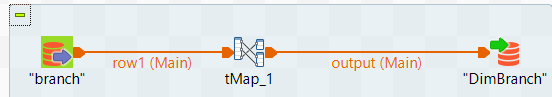 row1 (Main)
output (Main)
"branch"
tMap_1
"DimBranch"